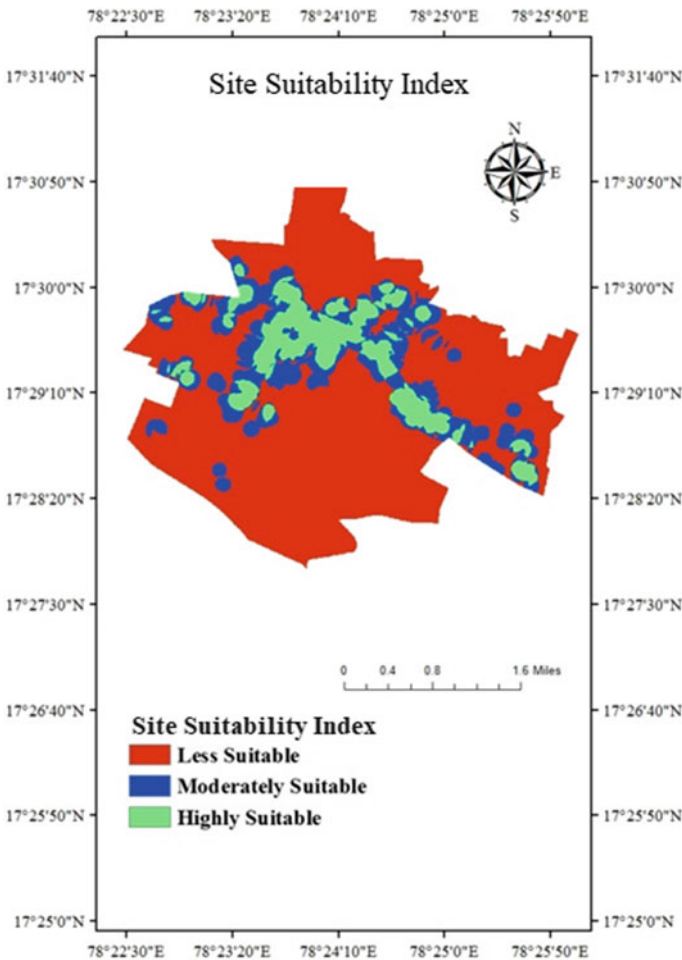 78°22'30"E 78°23'20"E 78°24'10"E 78°25'0"E 78°25'50"E
Site Suitability Index
17°31'40"N 17°31'40"N
N
E
S
17°30'50"N 17°30'50"N
17°30'0"N 17°30'0"N
17°29'10"N 17°29'10"N
17°28'20"N 17°28'20"N
17°27'30"N 17°27'30"N
0 0.4 0.8 1.6 Miles
17°26'40"N 17°26'40"N
Site Suitability Index
Less Suitable
Moderately Suitable
Highly Suitable
17°25'50"N 17°25'50"N
17°25'0"N 17°25'0"N
78°22'30"E 78°23'20"E 78°24'10"E 78°25'0"E 78°25'50"E